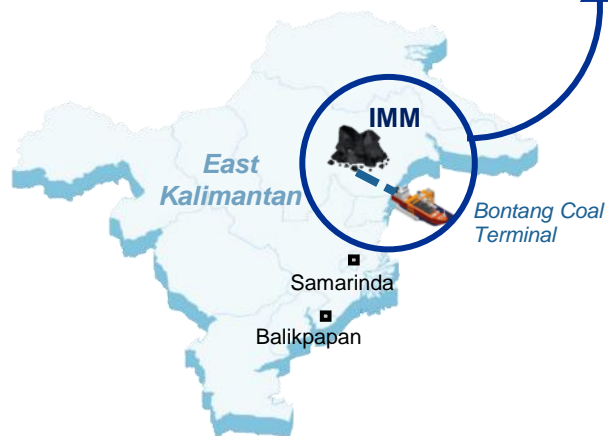 IMM
East
Kalimantan
Bontang Coal
Terminal
Samarinda
Balikpapan